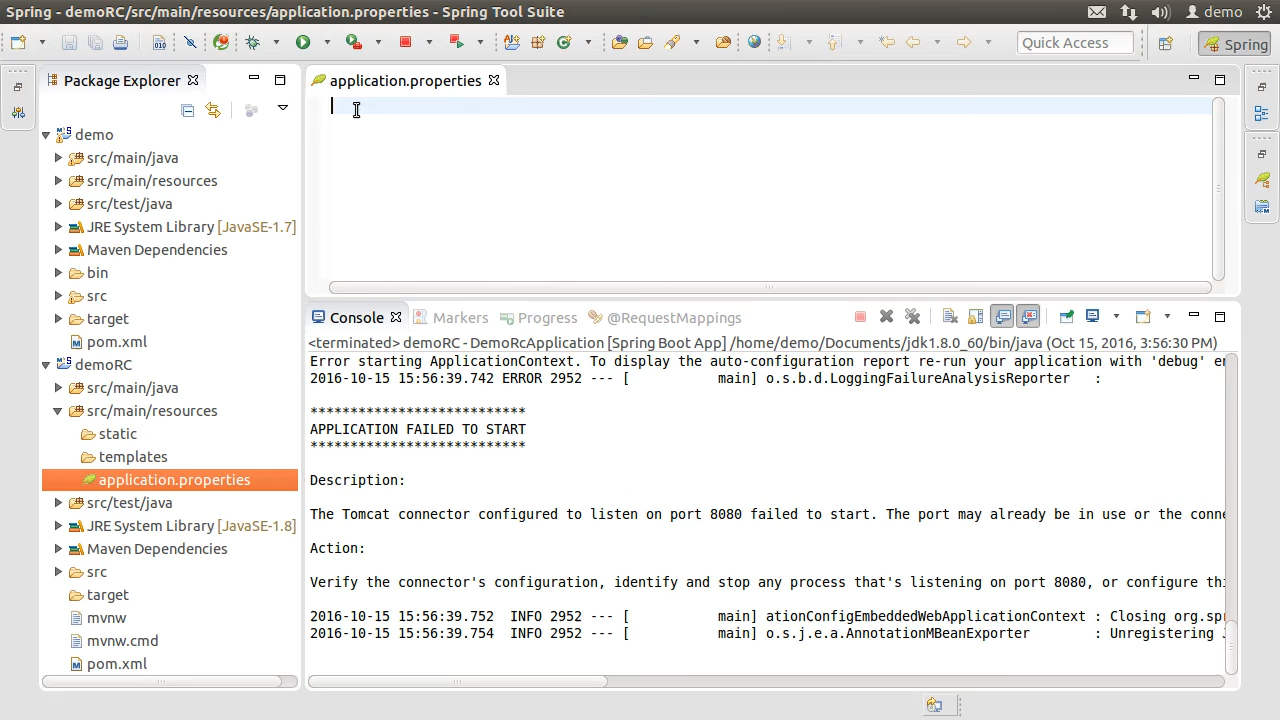 Spring - demoRC/src/main/resources/application.properties - Spring Tool Suite
demo
Quick Access
Spring
Package Explorer
demo
src/main/java
src/main/resources
src/test/java
JRE System Library [JavaSE-1.7]
Maven Dependencies
bin
src
target
pom.xml
demoRC
src/main/java
src/main/resources
static
templates
application.properties
src/test/java
JRE System Library [JavaSE-1.8]
Maven Dependencies
src
target
mvnw
mvnw.cmd
pom.xml
application.properties
Console
Markers
Progress
@RequestMappings
<terminated> demoRC - DemoRcApplication [Spring Boot App] /home/demo/Documents/jdk1.8.0_60/bin/java (Oct 15, 2016, 3:56:30 PM)
Error starting ApplicationContext. To display the auto-configuration report re-run your application with 'debug' en
2016-10-15 15:56:39.742 ERROR 2952 --- [           main] o.s.b.d.LoggingFailureAnalysisReporter   :
***************************
APPLICATION FAILED TO START
***************************
Description:
The Tomcat connector configured to listen on port 8080 failed to start. The port may already be in use or the conne
Action:
Verify the connector's configuration, identify and stop any process that's listening on port 8080, or configure thi
2016-10-15 15:56:39.752  INFO 2952 --- [           main] ationConfigEmbeddedWebApplicationContext : Closing org.spr
2016-10-15 15:56:39.754  INFO 2952 --- [           main] o.s.j.e.a.AnnotationMBeanExporter        : Unregistering J